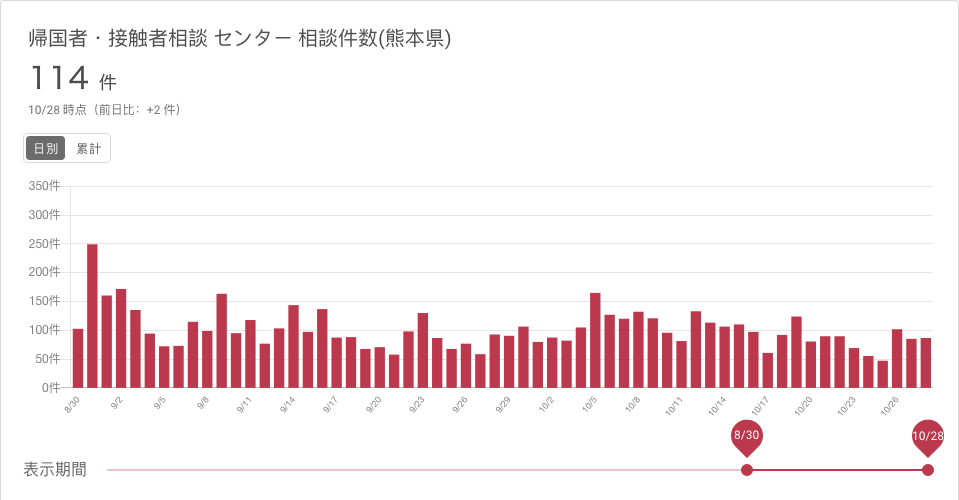 帰国者・接触者相談 センター 相談件数(熊本県)
114 件
10/28 時点（前日比: +2 件）
日別 累計
350件
300件
250件
200件
150件
100件
50件
0件
8/30 9/2 9/5 9/8 9/11 9/14 9/17 9/20 9/23 9/26 9/29 10/2 10/5 10/8 10/11 10/14 10/17 10/20 10/23 10/26
8/30 10/28
表示期間